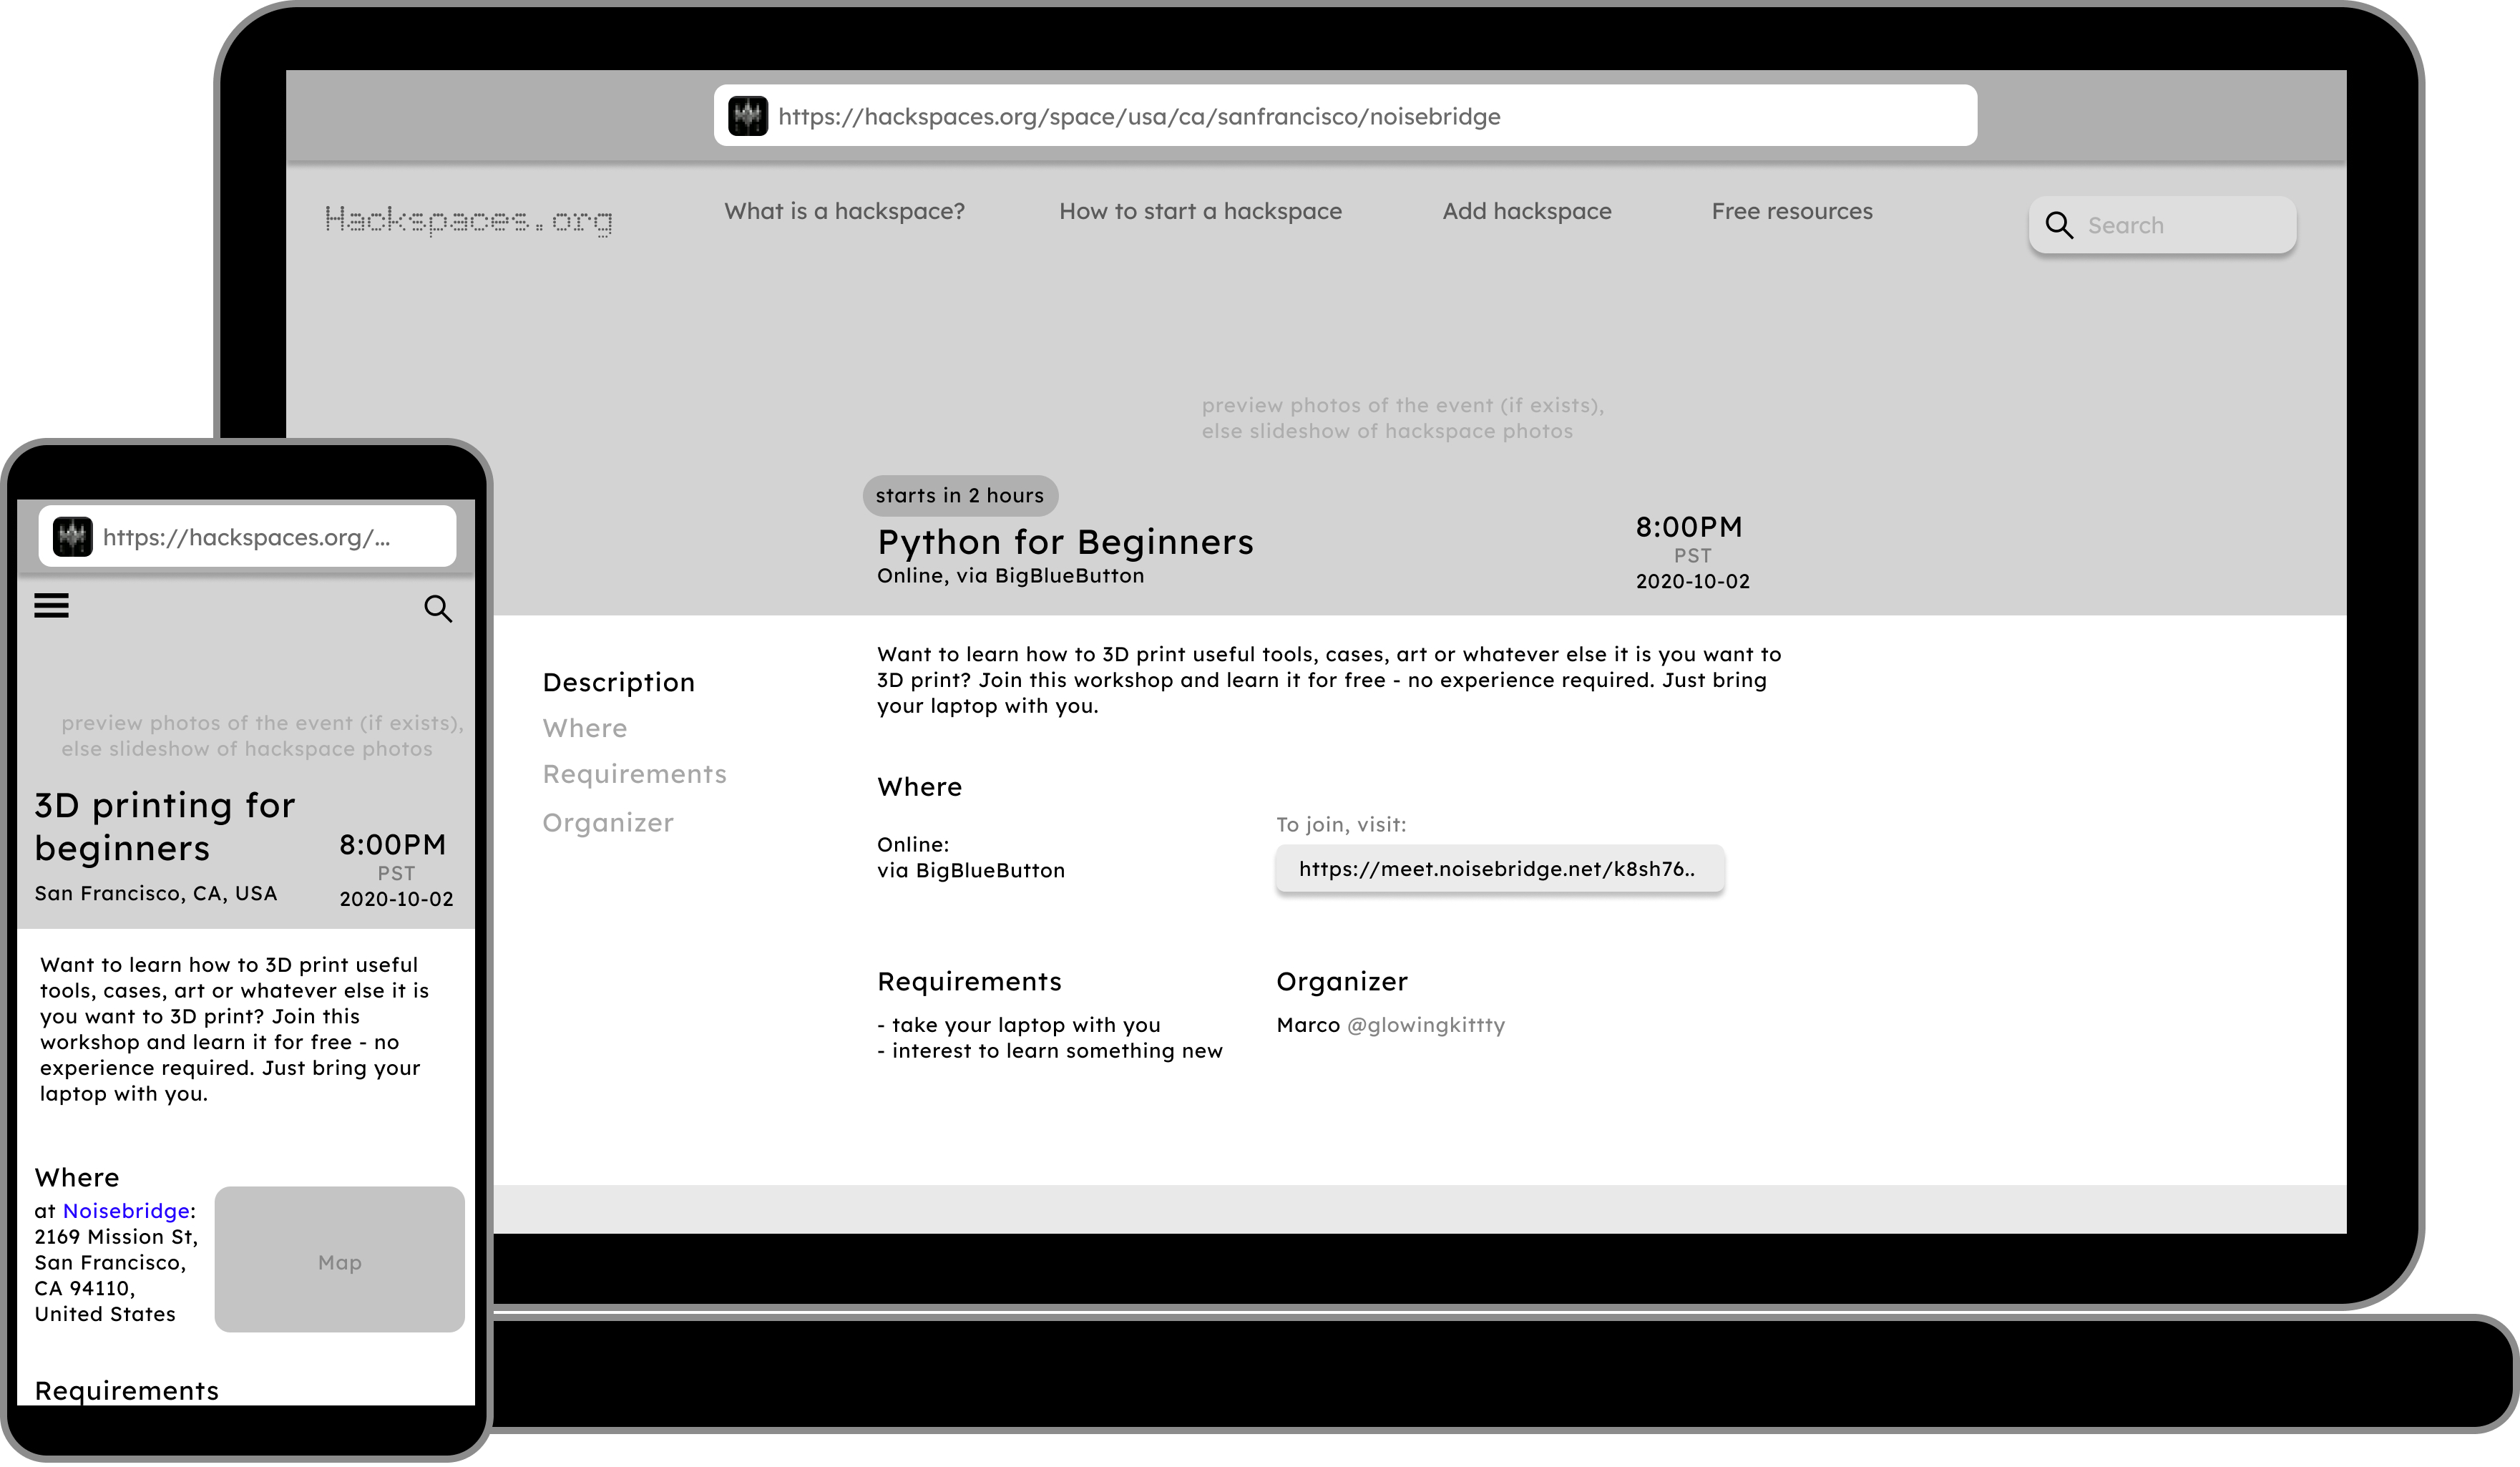 https://hackspaces.org/space/usa/ca/sanfrancisco/noisebridge
Hackspaces.org
What is a hackspace?
How to start a hackspace
Add hackspace
Free resources
Search
preview photos of the event (if exists),
else slideshow of hackspace photos
starts in 2 hours
Python for Beginners
Online, via BigBlueButton
8:00PM
PST
2020-10-02
Description
Where
Requirements
Organizer
Want to learn how to 3D print useful tools, cases, art or whatever else it is you want to
3D print? Join this workshop and learn it for free - no experience required. Just bring
your laptop with you.
Where
Online:
via BigBlueButton
To join, visit:
https://meet.noisebridge.net/k8sh76..
Requirements
- take your laptop with you
- interest to learn something new
Organizer
Marco @glowingkittty
https://hackspaces.org/...
preview photos of the event (if exists),
else slideshow of hackspace photos
3D printing for
beginners
San Francisco, CA, USA
8:00PM
PST
2020-10-02
Want to learn how to 3D print useful
tools, cases, art or whatever else it is
you want to 3D print? Join this
workshop and learn it for free - no
experience required. Just bring your
laptop with you.
Where
at Noisebridge:
2169 Mission St,
San Francisco,
CA 94110,
United States
Map
Requirements